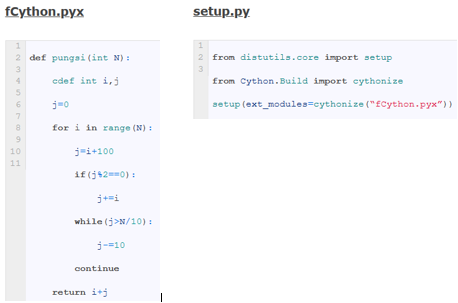 fCython.pyx
1
2 def pungsi(int N):
3
4 cdef int i,j
5
6 j=0
7
8 for i in range(N):
9
10 j=i+100
11
if(j%2==0):
j+=i
while(j>N/10):
j-=10
continue
return i+j
setup.py
1
2 from distutils.core import setup
3
from Cython.Build import cythonize
setup(ext_modules=cythonize(“fCython.pyx”))